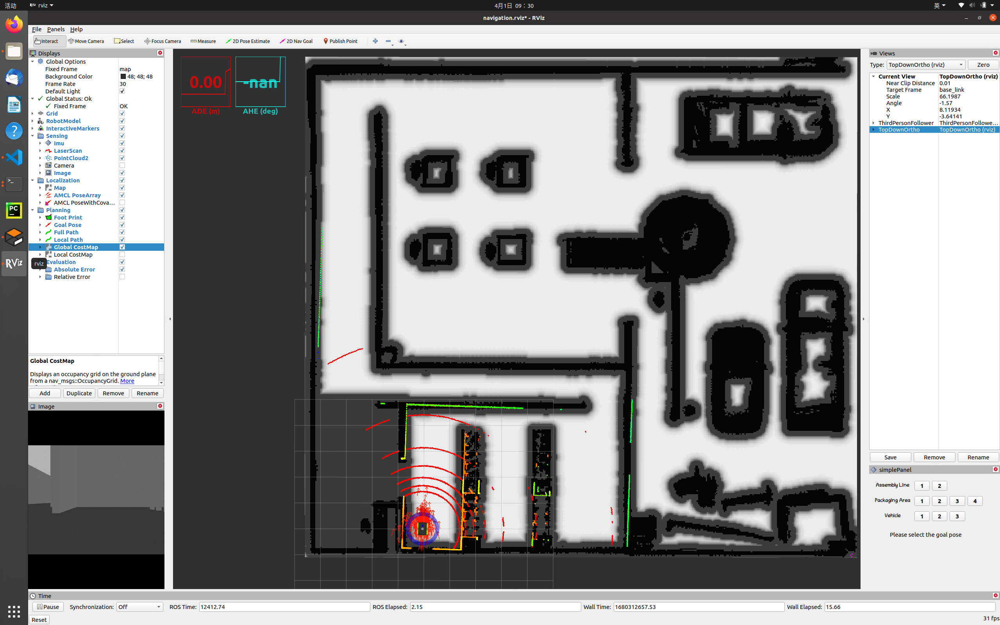 活动 rviz 4月1日 09：30 英
navigation.rviz* - RViz
File Panels Help
Interact Move Camera Select Focus Camera Measure 2D Pose Estimate 2D Nav Goal Publish Point
Displays
Global Options
Fixed Frame map
Background Color 48; 48; 48
Frame Rate 30
Default Light
Global Status: Ok
Fixed Frame OK
Grid
RobotModel
InteractiveMarkers
Sensing
Imu
LaserScan
PointCloud2
Camera
Image
Localization
Map
AMCL PoseArray
AMCL PoseWithCova...
Planning
Foot Print
Goal Pose
Full Path
Local Path
Global CostMap
Local CostMap
Evaluation
Absolute Error
Relative Error
rviz
PC
RViz
Global CostMap
Displays an occupancy grid on the ground plane
from a nav_msgs::OccupancyGrid. More
Add Duplicate Remove Rename
Image
0.00 -nan
ADE (m) AHE (deg)
Views
Type: TopDownOrtho (rviz) Zero
Current View TopDownOrtho (rviz)
Near Clip Distance 0.01
Target Frame base_link
Scale 66.1987
Angle -1.57
X 8.11934
Y -3.64141
ThirdPersonFollower ThirdPersonFollowe...
TopDownOrtho TopDownOrtho (rviz)
Save Remove Rename
simplePanel
Assembly Line 1 2
Packaging Area 1 2 3 4
Vehicle 1 2 3
Please select the goal pose
Time
Pause Synchronization: Off ROS Time: 12412.74 ROS Elapsed: 2.15 Wall Time: 1680312657.53 Wall Elapsed: 15.66
Reset 31 fps